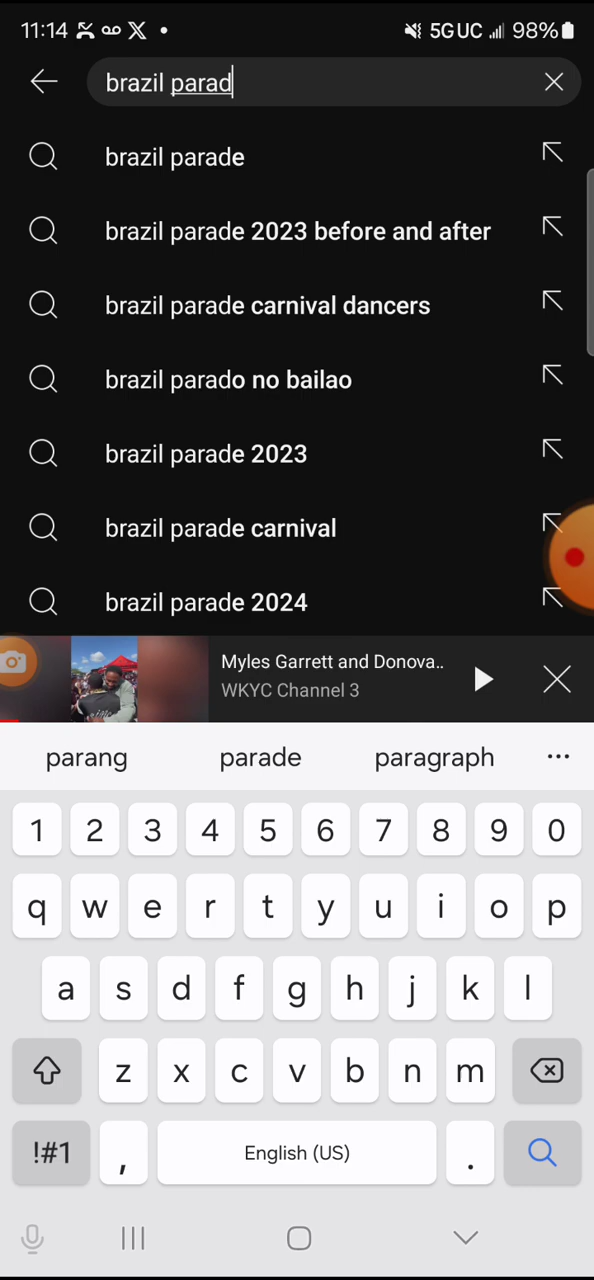 11:14 X 5G UC 98%
brazil parad
brazil parade
brazil parade 2023 before and after
brazil parade carnival dancers
brazil parado no bailao
brazil parade 2023
brazil parade carnival
brazil parade 2024
Myles Garrett and Donova..
WKYC Channel 3
parang parade paragraph ...
1 2 3 4 5 6 7 8 9 0
q w e r t y u i o p
a s d f g h j k l
z x c v b n m
!#1 , English (US) .